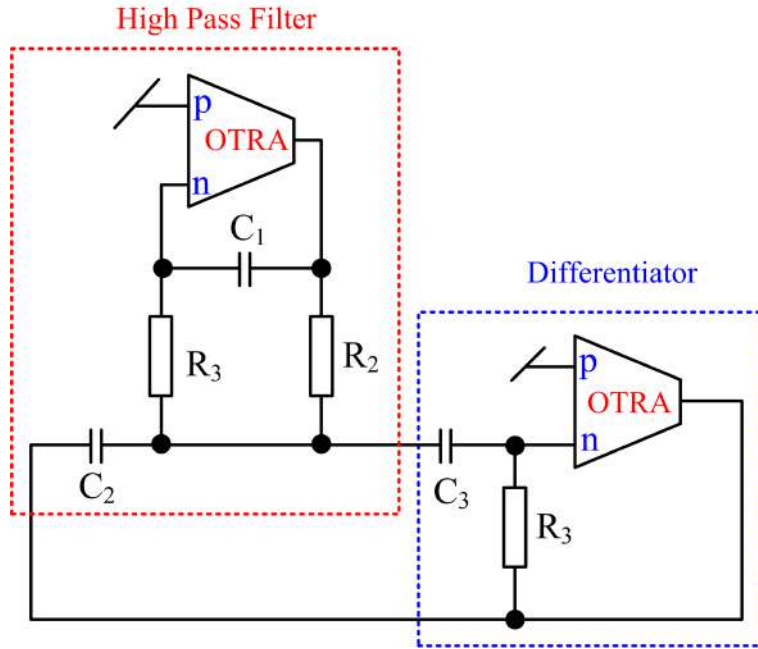 High Pass Filter
p
OTRA
n
C₁
R₃
R₂
C₂
Differentiator
p
OTRA
n
C₃
R₃